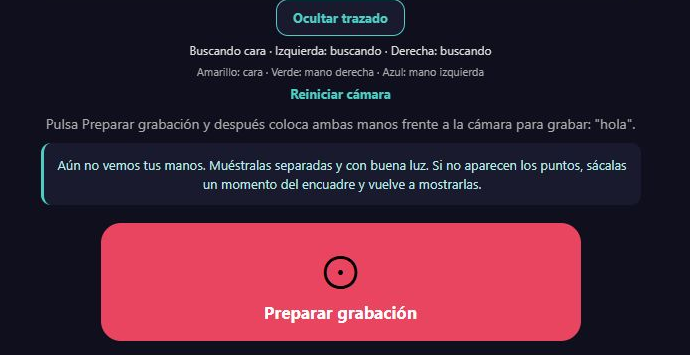 Ocultar trazado
Buscando cara · Izquierda: buscando · Derecha: buscando
Amarillo: cara · Verde: mano derecha · Azul: mano izquierda
Reiniciar cámara
Pulsa Preparar grabación y después coloca ambas manos frente a la cámara para grabar: "hola".
Aún no vemos tus manos. Muéstralas separadas y con buena luz. Si no aparecen los puntos, sácalas
un momento del encuadre y vuelve a mostrarlas.
Preparar grabación